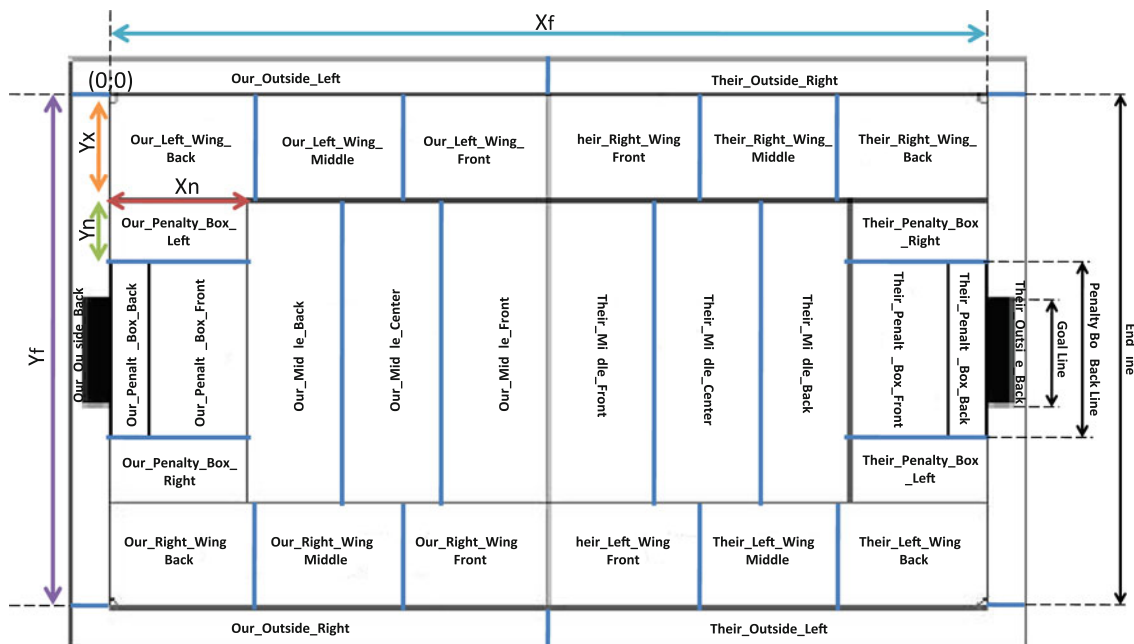 Xf
(0,0)
Our_Outside_Left
Their_Outside_Right
Yx
Our_Left_Wing_
Back
Our_Left_Wing_
Middle
Our_Left_Wing_
Front
heir_Right_Wing
Front
Their_Right_Wing_
Middle
Their_Right_Wing_
Back
Xn
Yn
Our_Penalty_Box_
Left
Their_Penalty_Box
_Right
Yf
Our_Ou side_Back
Our_Penalt _Box_Back
Our_Penalt _Box_Front
Our_Mid le_Back
Our_Mid le_Center
Our_Mid le_Front
Their_Mi dle_Front
Their_Mi dle_Center
Their_Mi dle_Back
Their_Penalt _Box_Front
Their_Penalt _Box_Back
Their_Outsi e_Back
Goal Line
Penalty Bo Back Line
End ine
Our_Penalty_Box_
Right
Their_Penalty_Box
_Left
Our_Right_Wing
Back
Our_Right_Wing
Middle
Our_Right_Wing
Front
heir_Left_Wing
Front
Their_Left_Wing
Middle
Their_Left_Wing
Back
Our_Outside_Right
Their_Outside_Left